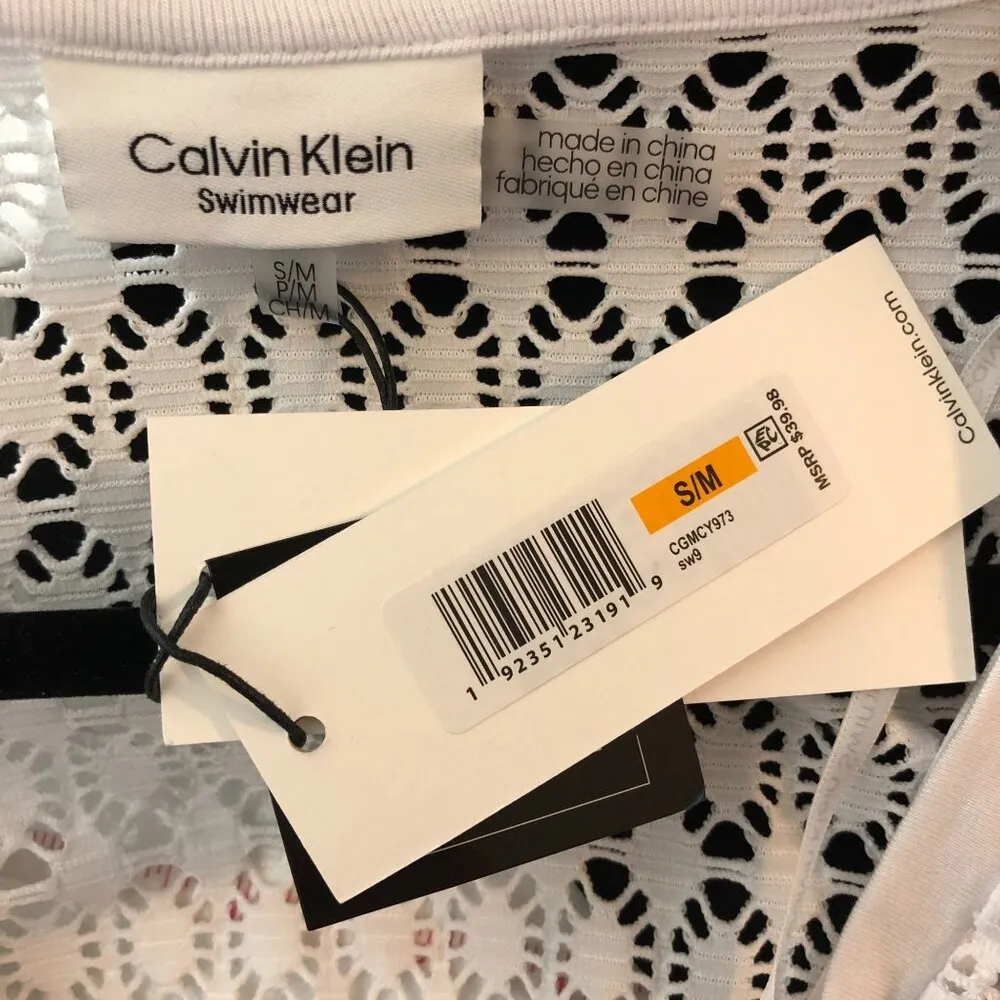 Calvin Klein
Swimwear
made in china
hecho en china
fabriqué en chine
S/M
P/M
CH/M
Calvinklein.com
MSRP $39.98
S/M
CGMCY973
sw9
1 92351 23191 9